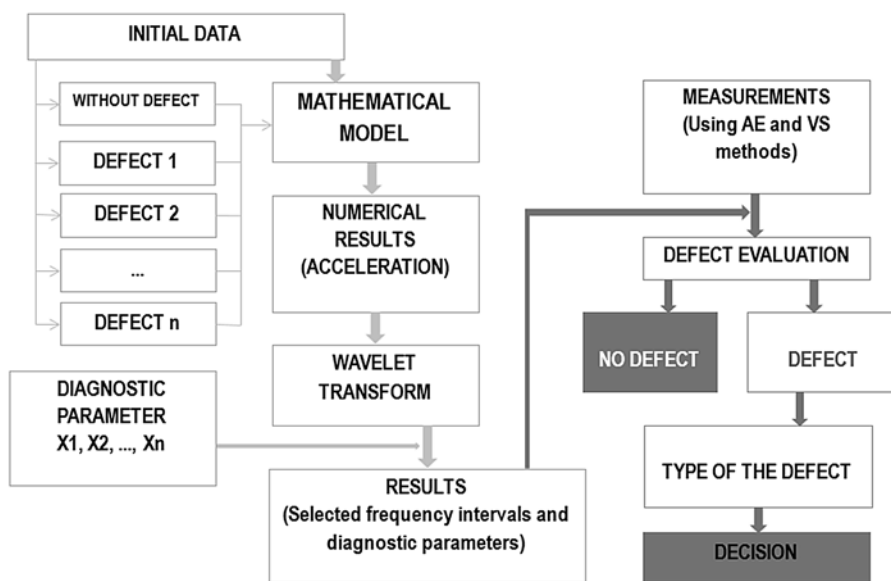 INITIAL DATA
WITHOUT DEFECT
DEFECT 1
DEFECT 2
...
DEFECT n
MATHEMATICAL
MODEL
NUMERICAL
RESULTS
(ACCELERATION)
WAVELET
TRANSFORM
DIAGNOSTIC
PARAMETER
X1, X2, ..., Xn
RESULTS
(Selected frequency intervals and
diagnostic parameters)
MEASUREMENTS
(Using AE and VS
methods)
DEFECT EVALUATION
NO DEFECT
DEFECT
TYPE OF THE DEFECT
DECISION